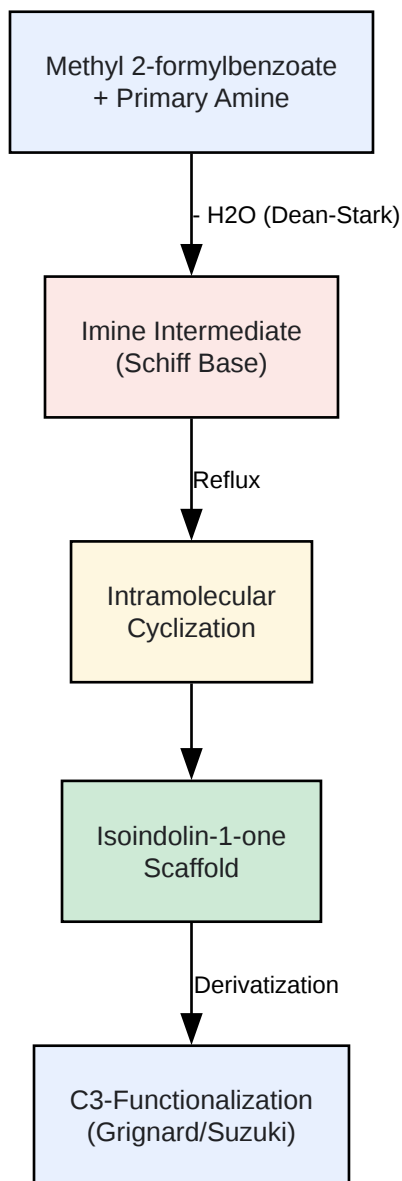 Methyl 2-formylbenzoate
+ Primary Amine
- H2O (Dean-Stark)
Imine Intermediate
(Schiff Base)
Reflux
Intramolecular
Cyclization
Isoindolin-1-one
Scaffold
Derivatization
C3-Functionalization
(Grignard/Suzuki)